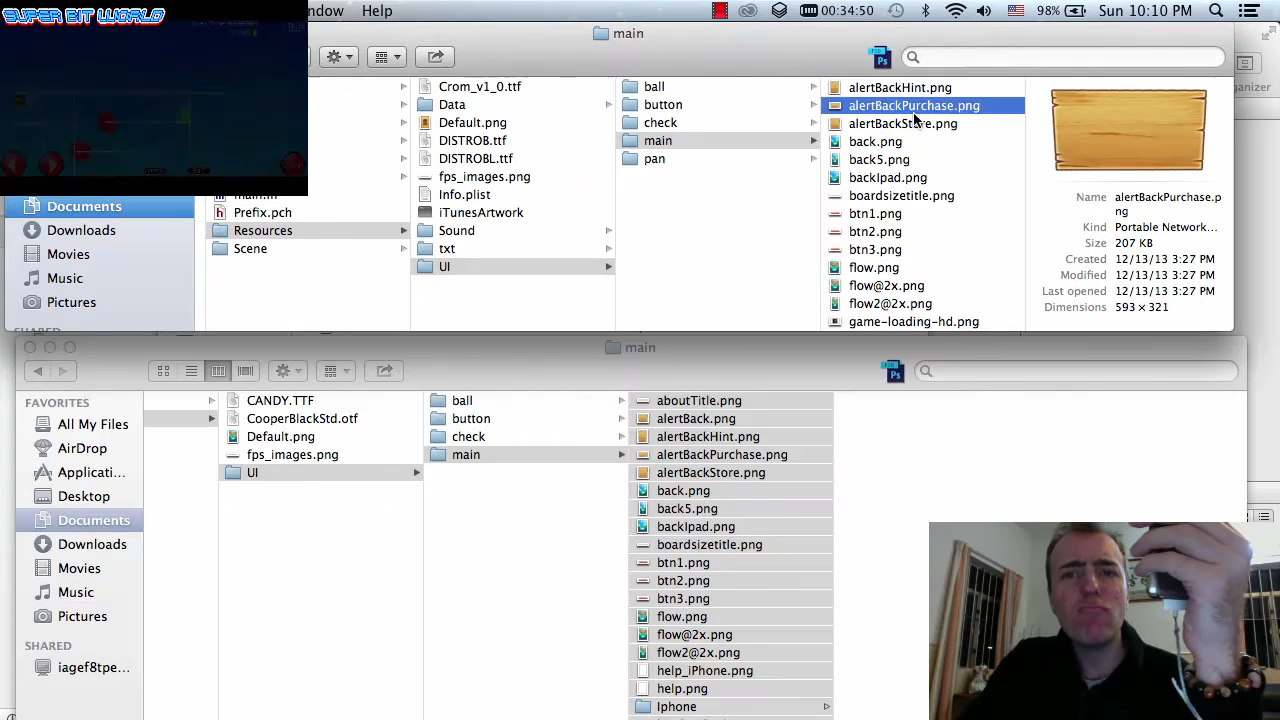 SUPER BIT WORLD
indow Help 00:34:50 98% Sun 10:10 PM
main
Crom_v1_0.ttf
Data
Default.png
DISTROB.ttf
DISTROBL.ttf
fps_images.png
Info.plist
iTunesArtwork
Sound
txt
UI
Prefix.pch
Resources
Scene
Documents
Downloads
Movies
Music
Pictures
ball
button
check
main
pan
alertBackHint.png
alertBackPurchase.png
alertBackStore.png
back.png
back5.png
backIpad.png
boardsizetitle.png
btn1.png
btn2.png
btn3.png
flow.png
flow@2x.png
flow2@2x.png
game-loading-hd.png
Name alertBackPurchase.p
ng
Kind Portable Network...
Size 207 KB
Created 12/13/13 3:27 PM
Modified 12/13/13 3:27 PM
Last opened 12/13/13 3:27 PM
Dimensions 593 × 321
ganizer
main
FAVORITES
All My Files
AirDrop
Applicati...
Desktop
Documents
Downloads
Movies
Music
Pictures
SHARED
iagef8tpe...
CANDY.TTF
CooperBlackStd.otf
Default.png
fps_images.png
UI
ball
button
check
main
aboutTitle.png
alertBack.png
alertBackHint.png
alertBackPurchase.png
alertBackStore.png
back.png
back5.png
backIpad.png
boardsizetitle.png
btn1.png
btn2.png
btn3.png
flow.png
flow@2x.png
flow2@2x.png
help_iPhone.png
help.png
Iphone